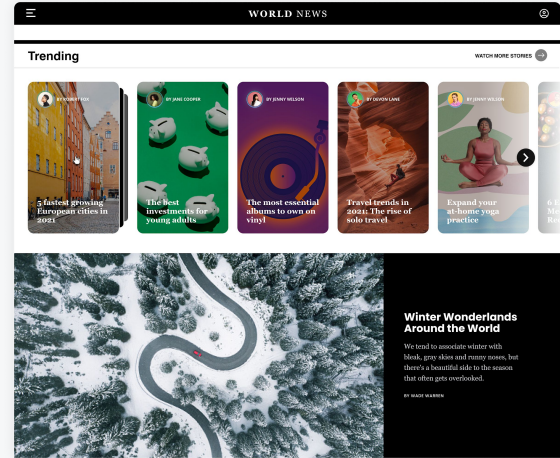 WORLD NEWS
Trending
WATCH MORE STORIES
BY ROBERT FOX
5 fastest growing
European cities in
2021
BY JANE COOPER
The best
investments for
young adults
BY JENNY WILSON
The most essential
albums to own on
vinyl
BY DEVON LANE
Travel trends in
2021: The rise of
solo travel
BY JENNY WILSON
Expand your
at-home yoga
practice
Winter Wonderlands
Around the World
We tend to associate winter with
bleak, gray skies and runny noses, but
there's a beautiful side to the season
that often gets overlooked.
BY WADE WARREN